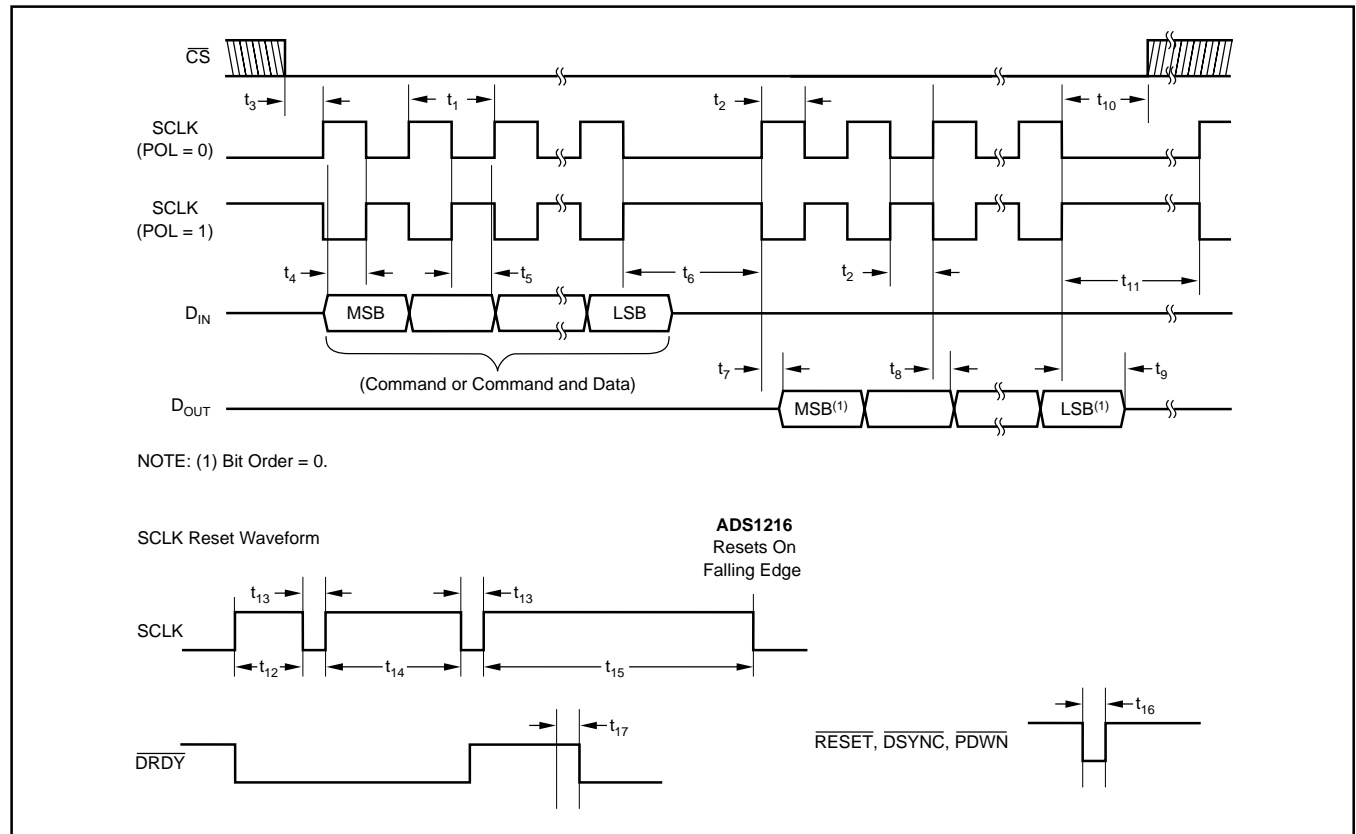 CS
t3
t1
t2
t10
SCLK
(POL = 0)
SCLK
(POL = 1)
t4
t5
t6
t2
t11
DIN
MSB
LSB
(Command or Command and Data)
t7
t8
t9
DOUT
MSB(1)
LSB(1)
NOTE: (1) Bit Order = 0.
SCLK Reset Waveform
ADS1216
Resets On
Falling Edge
t13
t13
SCLK
t12
t14
t15
t16
t17
DRDY
RESET, DSYNC, PDWN